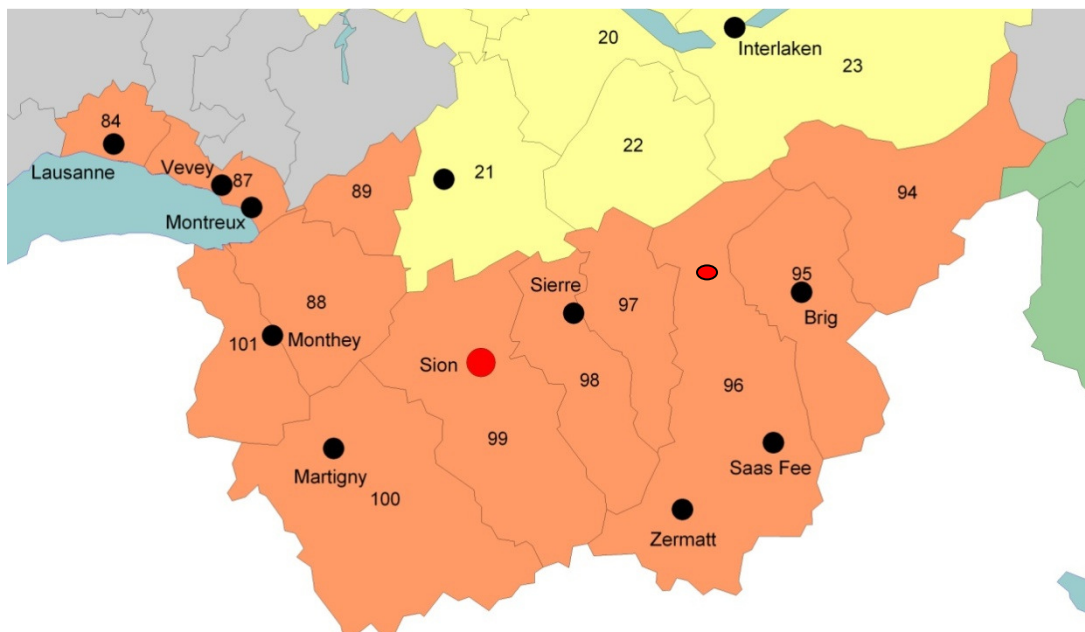 20
Interlaken
23
84
22
Vevey
Lausanne
87
89
21
94
Montreux
95
Sierre
97
88
Brig
101
Monthey
Sion
98
96
99
Saas Fee
Martigny
100
Zermatt